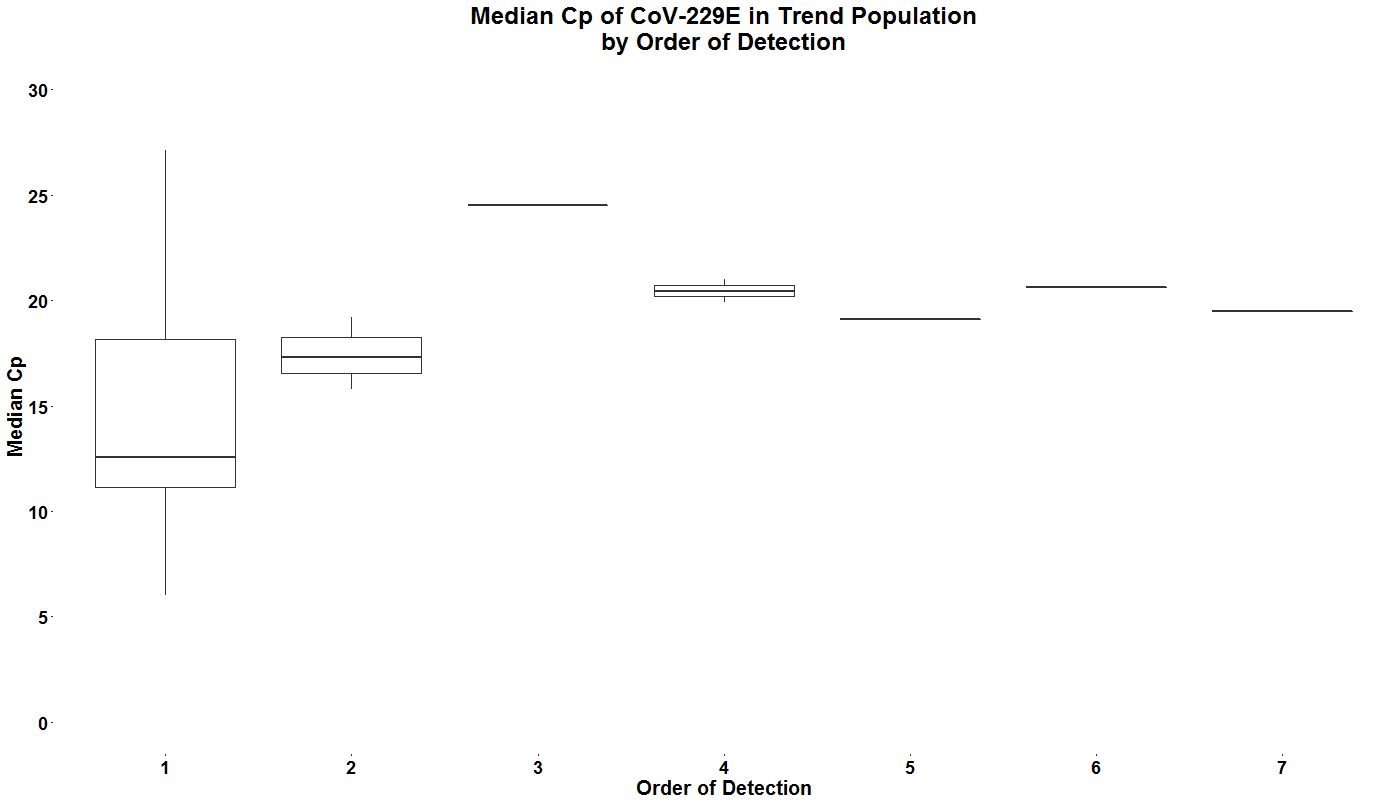 Median Cp of CoV-229E in Trend Population
by Order of Detection
30
25
20
15
10
5
0
Median Cp
1 2 3 4 5 6 7
Order of Detection